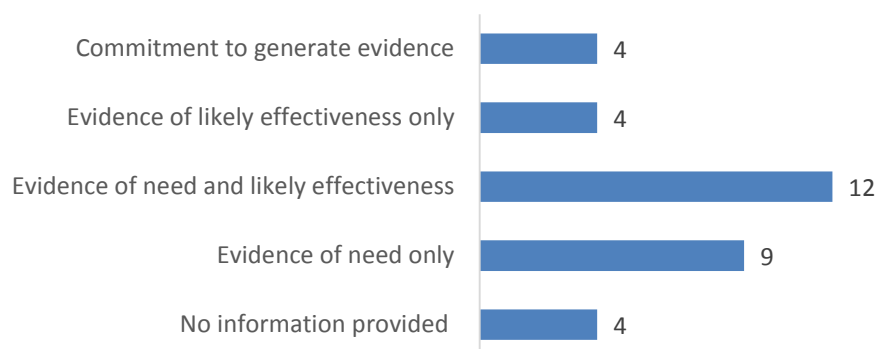 Commitment to generate evidence 4
Evidence of likely effectiveness only 4
Evidence of need and likely effectiveness 12
Evidence of need only 9
No information provided 4